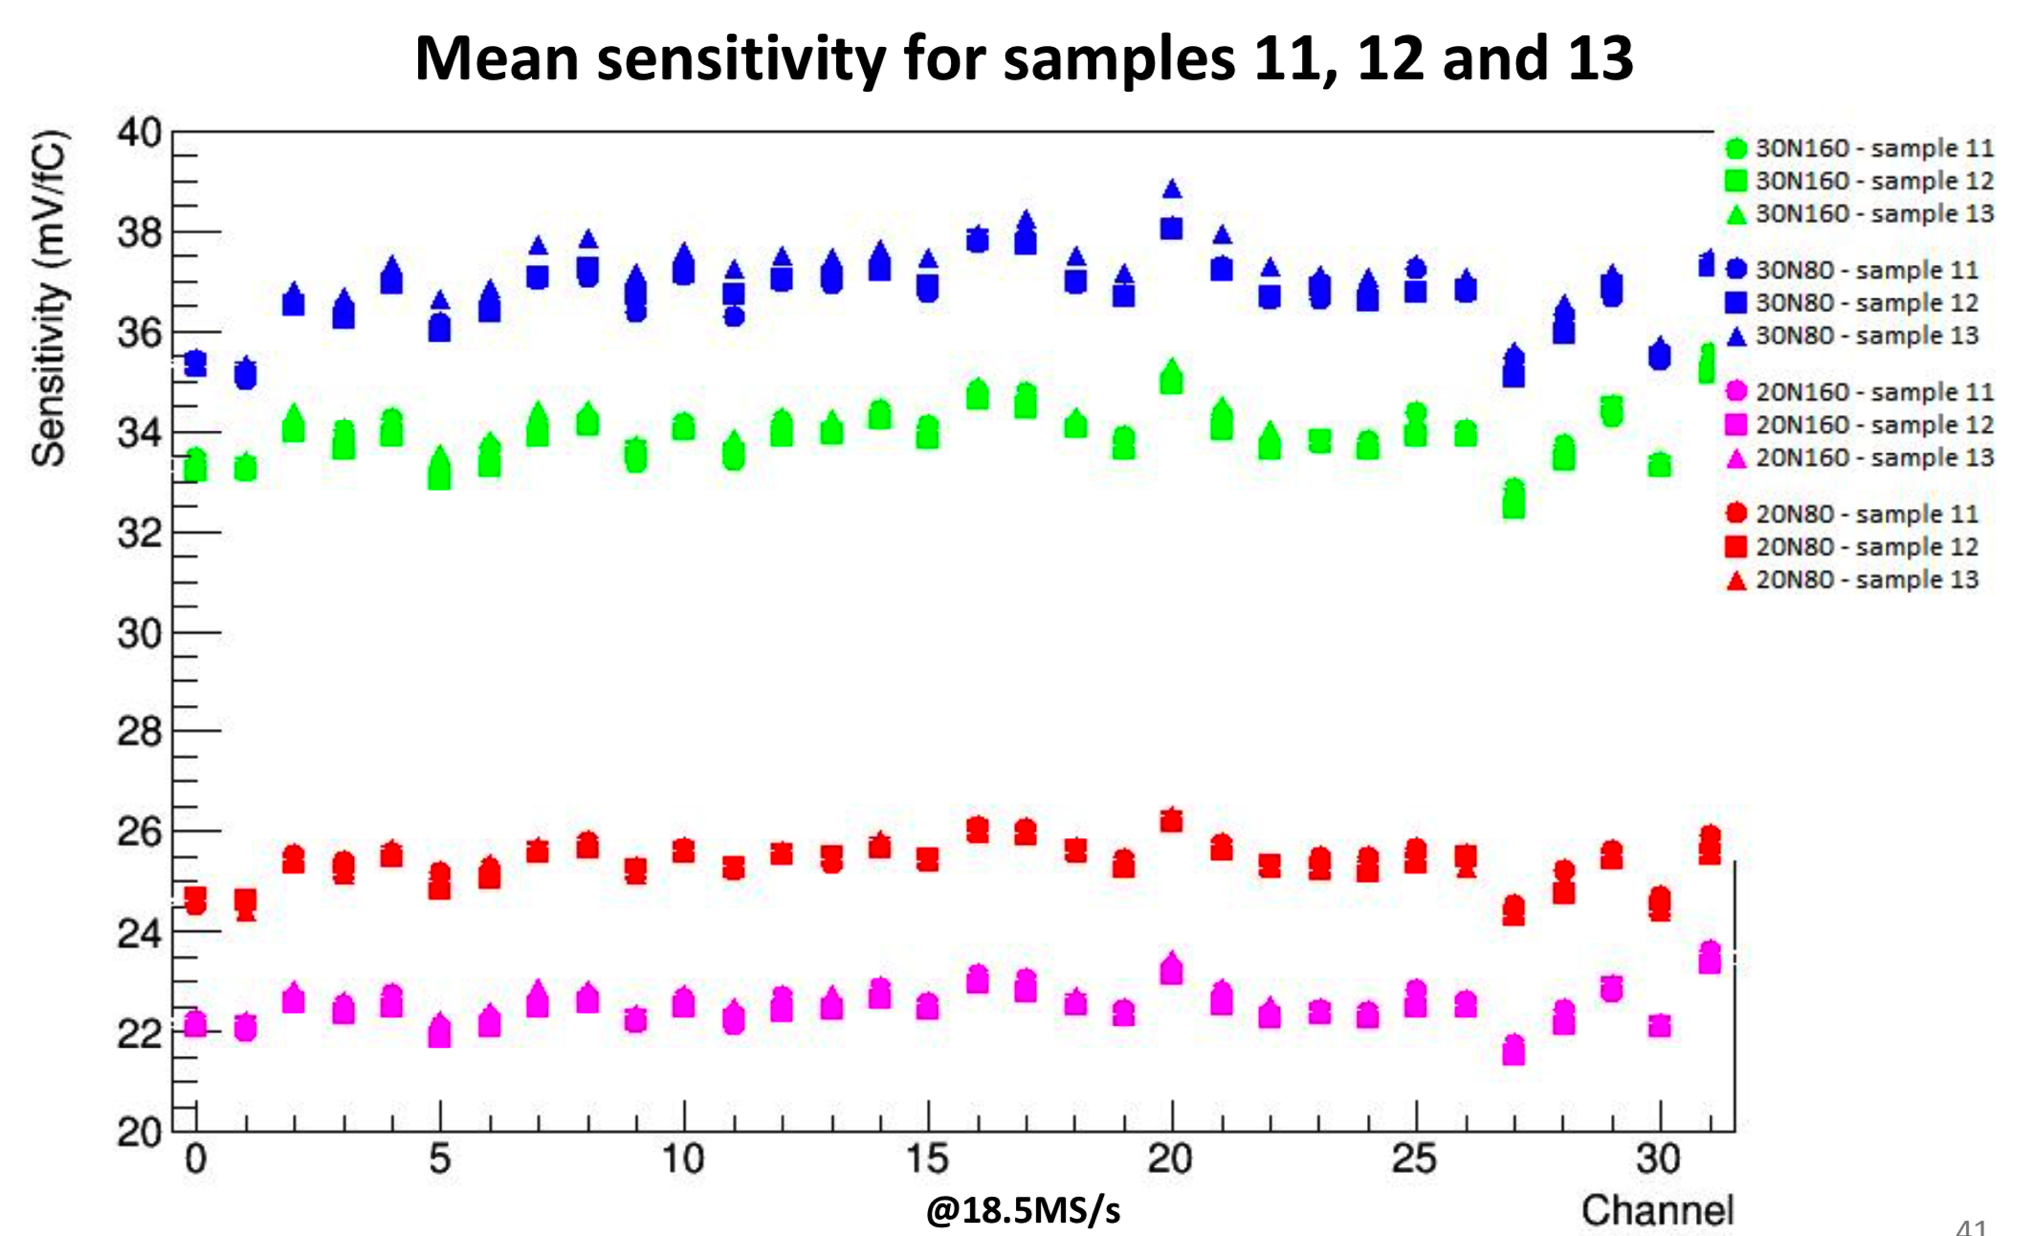 Mean sensitivity for samples 11, 12 and 13
Sensitivity (mV/fC)
40
38
36
34
32
30
28
26
24
22
20
30N160 - sample 11
30N160 - sample 12
30N160 - sample 13
30N80 - sample 11
30N80 - sample 12
30N80 - sample 13
20N160 - sample 11
20N160 - sample 12
20N160 - sample 13
20N80 - sample 11
20N80 - sample 12
20N80 - sample 13
0 5 10 15 20 25 30
@18.5MS/s
Channel
41